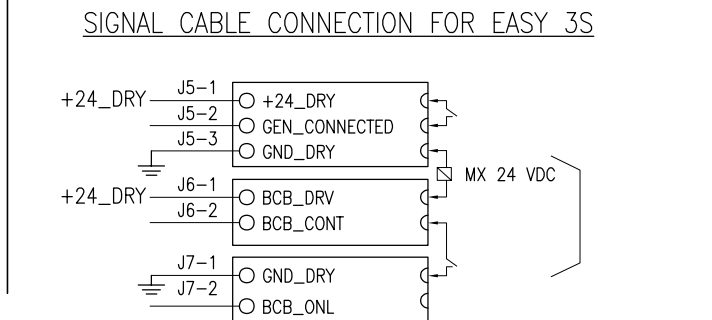 SIGNAL CABLE CONNECTION FOR EASY 3S
+24_DRY J5-1 +24_DRY
J5-2 GEN_CONNECTED
J5-3 GND_DRY
MX 24 VDC
+24_DRY J6-1 BCB_DRV
J6-2 BCB_CONT
J7-1 GND_DRY
J7-2 BCB_ONL